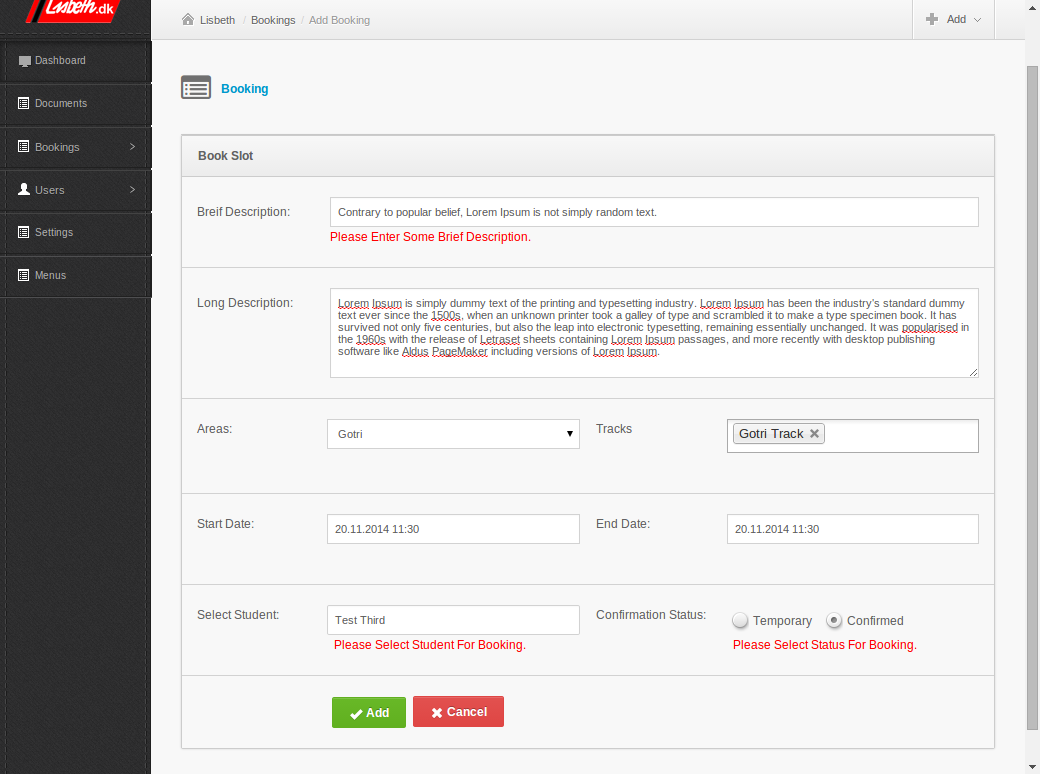 Lisbeth.dk
Lisbeth / Bookings / Add Booking
Add
Dashboard
Documents
Bookings
Users
Settings
Menus
Booking
Book Slot
Breif Description:
Contrary to popular belief, Lorem Ipsum is not simply random text.
Please Enter Some Brief Description.
Long Description:
Lorem Ipsum is simply dummy text of the printing and typesetting industry. Lorem Ipsum has been the industry's standard dummy
text ever since the 1500s, when an unknown printer took a galley of type and scrambled it to make a type specimen book. It has
survived not only five centuries, but also the leap into electronic typesetting, remaining essentially unchanged. It was popularised in
the 1960s with the release of Letraset sheets containing Lorem Ipsum passages, and more recently with desktop publishing
software like Aldus PageMaker including versions of Lorem Ipsum.
Areas:
Gotri
Tracks
Gotri Track
Start Date:
20.11.2014 11:30
End Date:
20.11.2014 11:30
Select Student:
Test Third
Please Select Student For Booking.
Confirmation Status:
Temporary
Confirmed
Please Select Status For Booking.
Add
Cancel